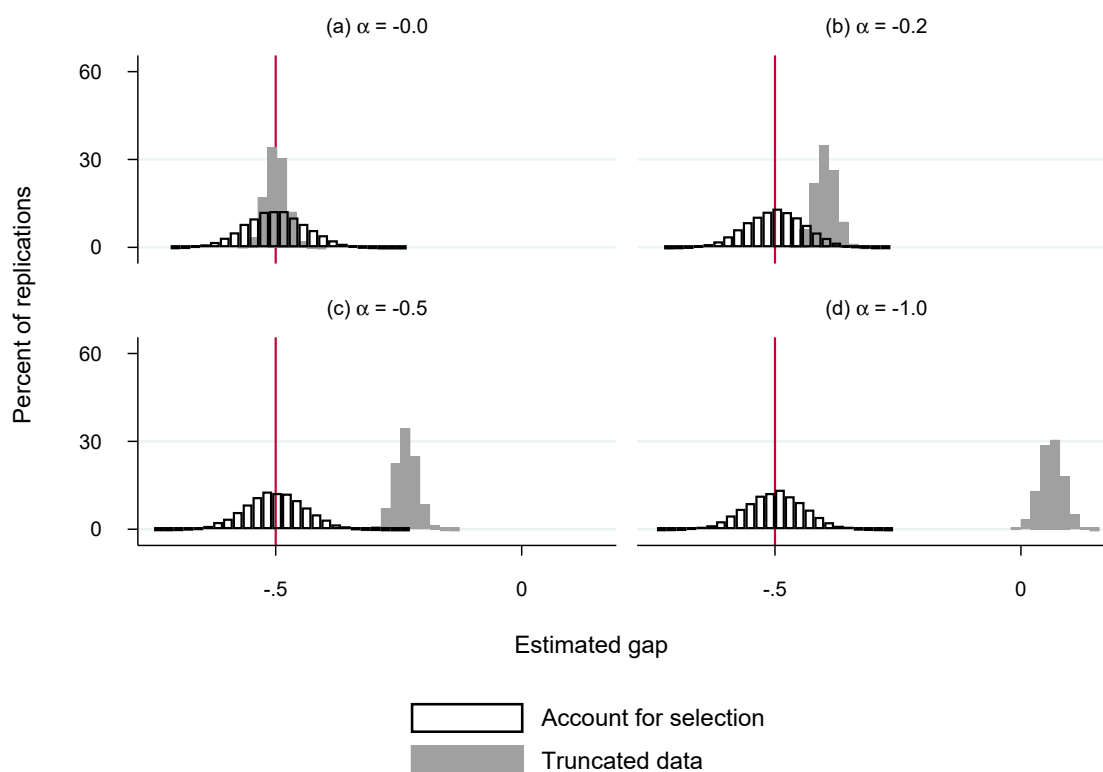 (a) α = -0.0
(b) α = -0.2
60
30
0
Percent of replications
(c) α = -0.5
(d) α = -1.0
60
30
0
-.5
0
-.5
0
Estimated gap
Account for selection
Truncated data